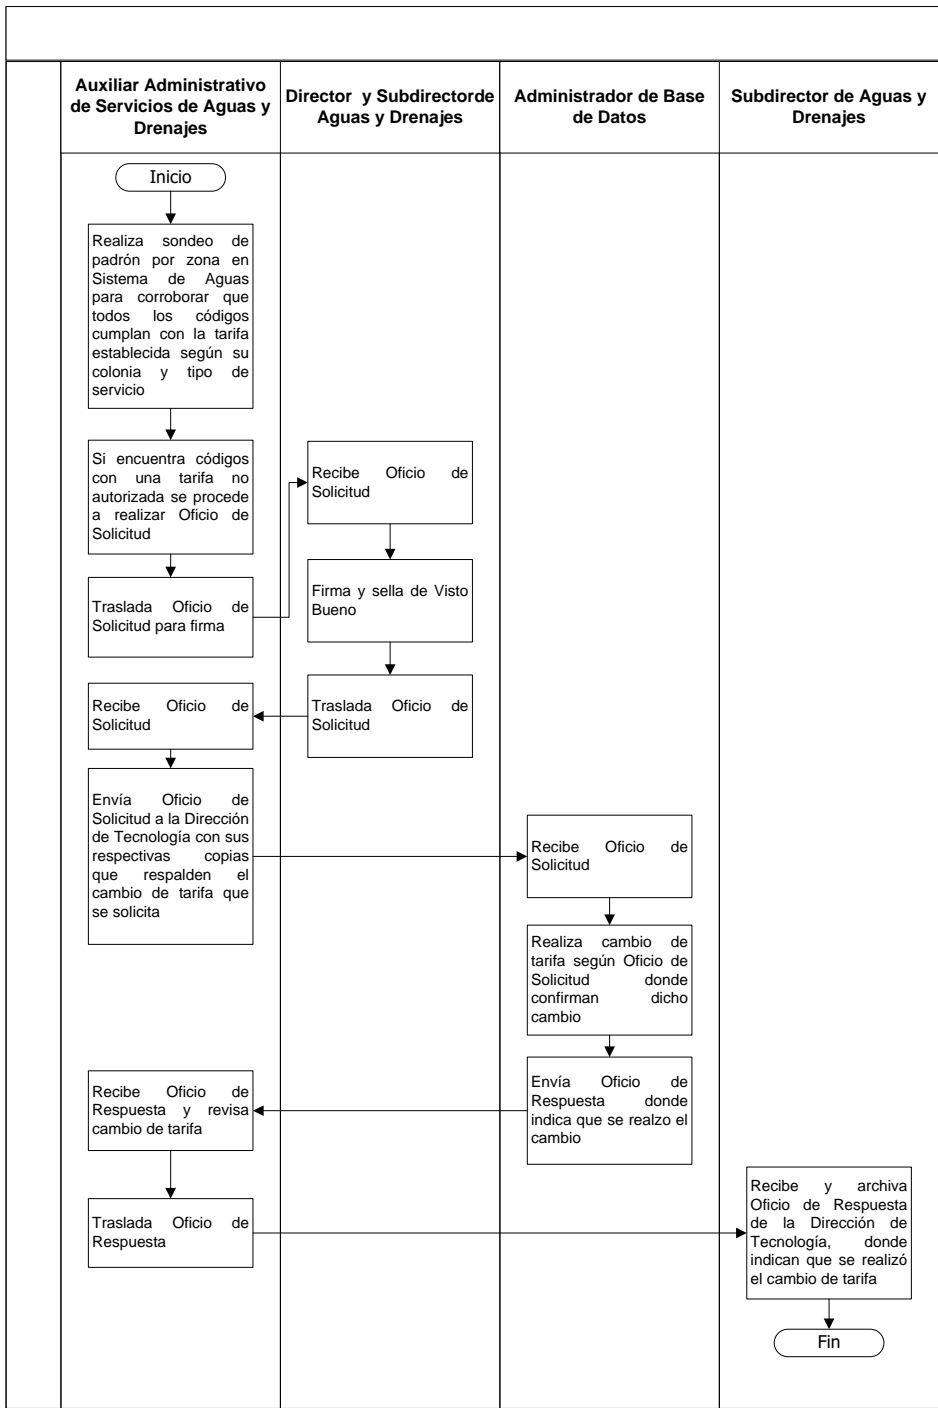 Auxiliar Administrativo
de Servicios de Aguas y
Drenajes
Director y Subdirectorde
Aguas y Drenajes
Administrador de Base
de Datos
Subdirector de Aguas y
Drenajes
Inicio
Realiza sondeo de
padrón por zona en
Sistema de Aguas
para corroborar que
todos los códigos
cumplan con la tarifa
establecida según su
colonia y tipo de
servicio
Si encuentra códigos
con una tarifa no
autorizada se procede
a realizar Oficio de
Solicitud
Traslada Oficio de
Solicitud para firma
Recibe Oficio de
Solicitud
Firma y sella de Visto
Bueno
Traslada Oficio de
Solicitud
Recibe Oficio de
Solicitud
Envía Oficio de
Solicitud a la Dirección
de Tecnología con sus
respectivas copias
que respalden el
cambio de tarifa que
se solicita
Recibe Oficio de
Solicitud
Realiza cambio de
tarifa según Oficio de
Solicitud donde
confirman dicho
cambio
Envía Oficio de
Respuesta donde
indica que se realzo el
cambio
Recibe Oficio de
Respuesta y revisa
cambio de tarifa
Traslada Oficio de
Respuesta
Recibe y archiva
Oficio de Respuesta
de la Dirección de
Tecnología, donde
indican que se realizó
el cambio de tarifa
Fin